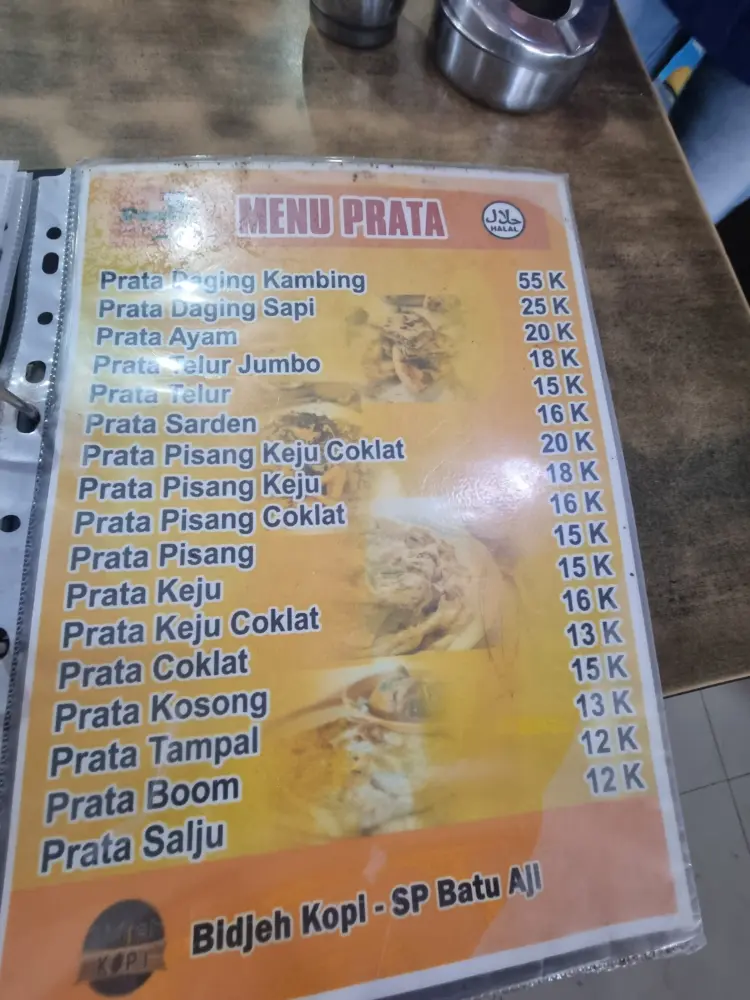 MENU PRATA
حلال
HALAL
Prata Daging Kambing 55 K
Prata Daging Sapi 25 K
Prata Ayam 20 K
Prata Telur Jumbo 18 K
Prata Telur 15 K
Prata Sarden 16 K
Prata Pisang Keju Coklat 20 K
Prata Pisang Keju 18 K
Prata Pisang Coklat 16 K
Prata Pisang 15 K
Prata Keju 15 K
Prata Keju Coklat 16 K
Prata Coklat 13 K
Prata Kosong 15 K
Prata Tampal 13 K
Prata Boom 12 K
Prata Salju 12 K
Bidjeh Kopi - SP Batu Aji
KOPI